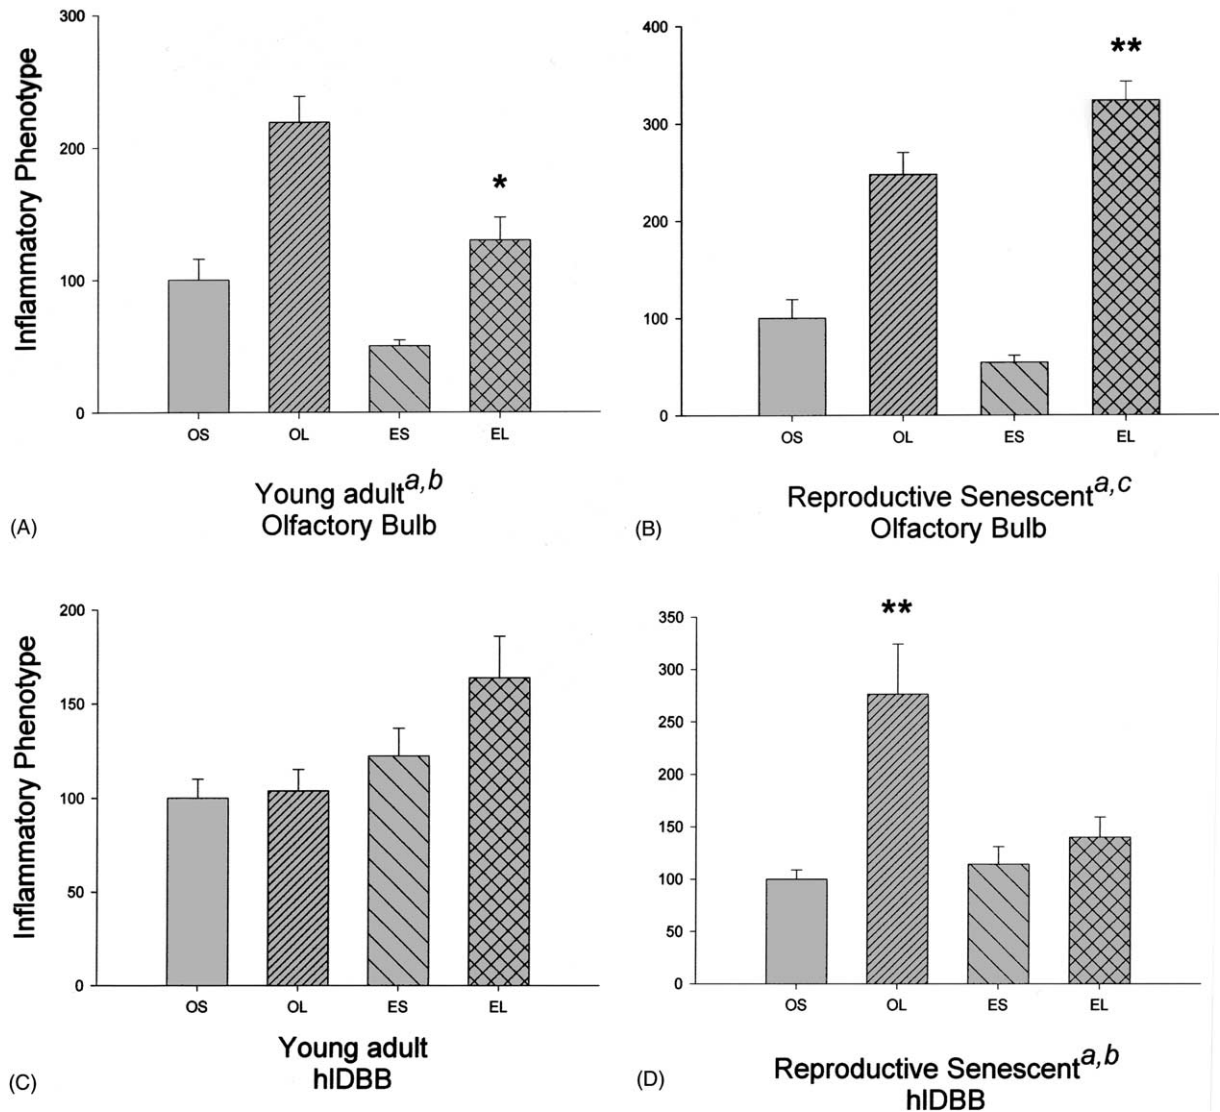 Inflammatory Phenotype
300
200
100
0
*
OS OL ES EL
Young adult a,b
Olfactory Bulb
(A)
400
300
200
100
0
**
OS OL ES EL
Reproductive Senescent a,c
Olfactory Bulb
(B)
Inflammatory Phenotype
200
150
100
50
0
OS OL ES EL
Young adult
hlDBB
(C)
350
300
250
200
150
100
50
0
**
OS OL ES EL
Reproductive Senescent a,b
hlDBB
(D)